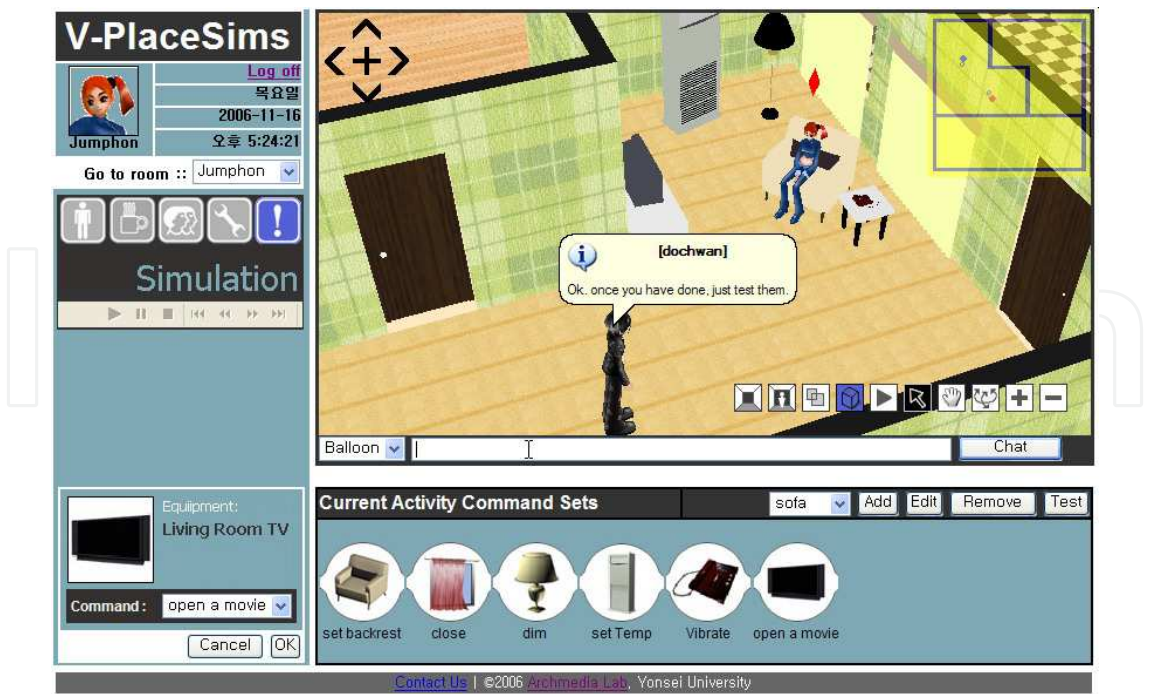 V-PlaceSims
Log off
목요일
2006-11-16
오후 5:24:21
Jumphon
Go to room :: Jumphon
Simulation
[dochwan]
Ok. once you have done, just test them.
Balloon
Chat
Equiipment:
Living Room TV
Command : open a movie
Cancel OK
Current Activity Command Sets sofa Add Edit Remove Test
set backrest close dim set Temp Vibrate open a movie
Contact Us | ©2006 Archmedia Lab, Yonsei University